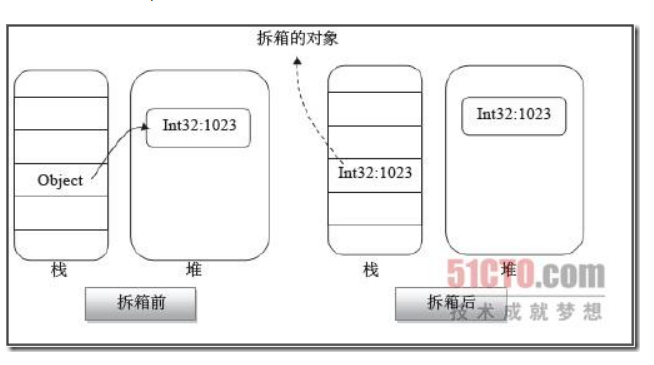 拆箱的对象
Int32:1023
Int32:1023
Object
Int32:1023
栈
堆
栈
堆
51CTO.com
拆箱前
拆箱后
技术成就梦想